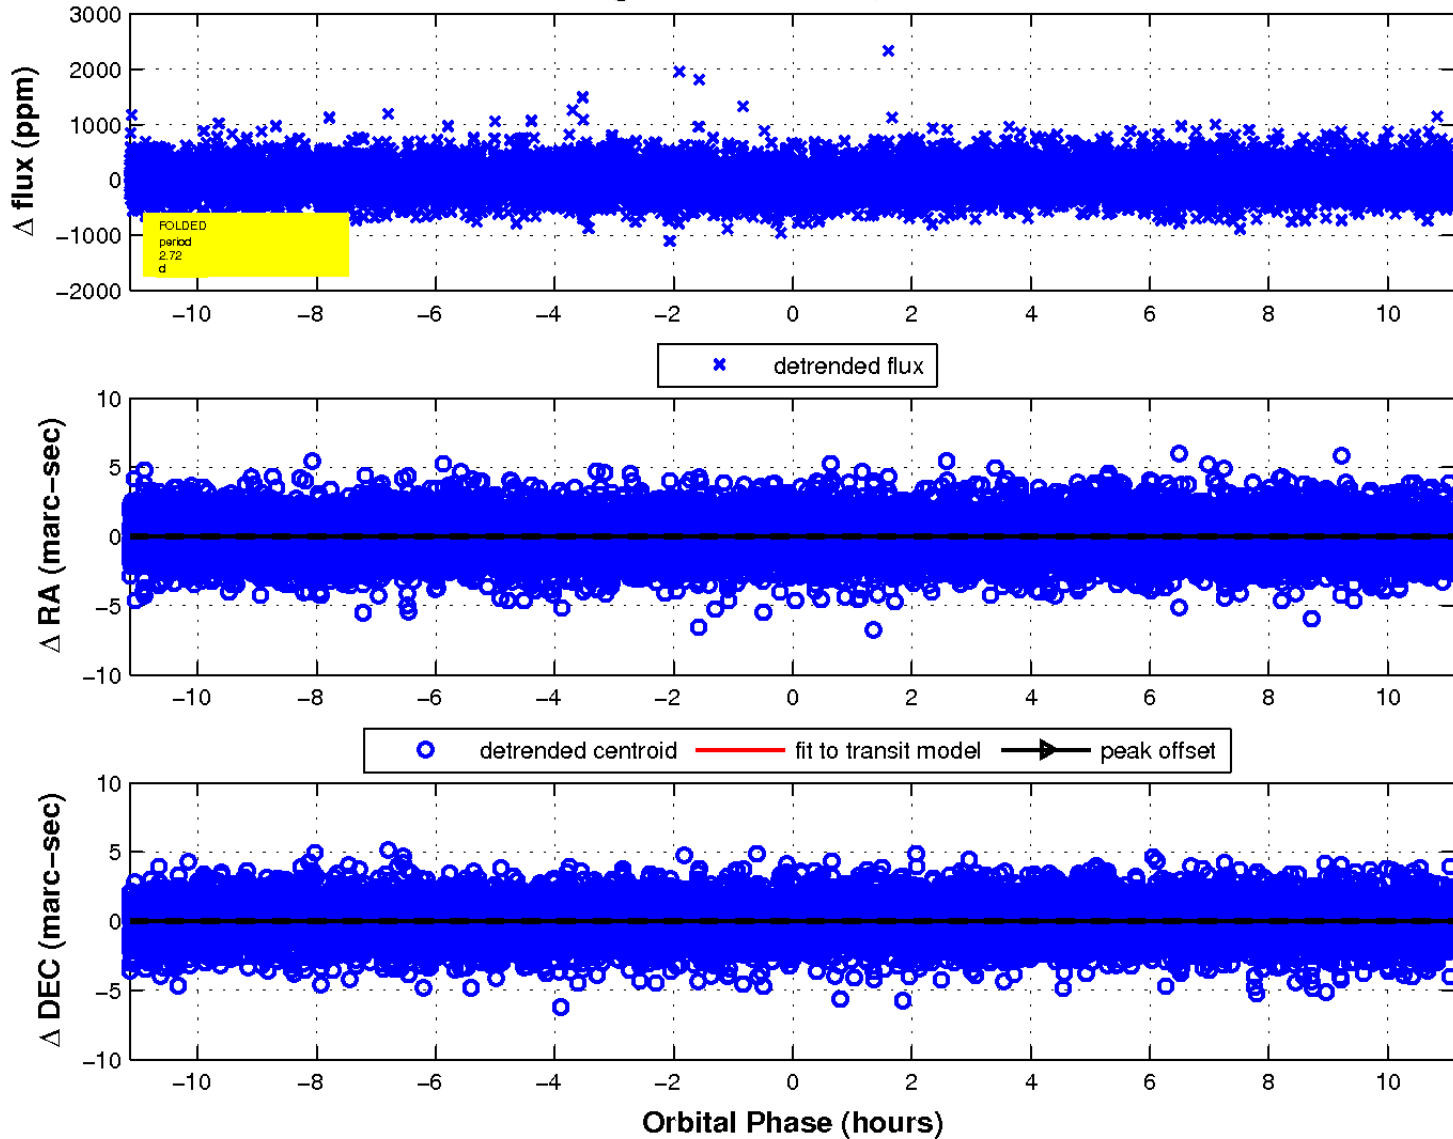 3000
2000
1000
500
0
−1000
−2000
Δ flux (ppm)
FOLDED
period
2.72
d
−10 −8 −6 −4 −2 0 2 4 6 8 10
detrended flux
10
5
0
−5
−10
Δ RA (marc−sec)
−10 −8 −6 −4 −2 0 2 4 6 8 10
detrended centroid fit to transit model peak offset
10
5
0
−5
−10
Δ DEC (marc−sec)
−10 −8 −6 −4 −2 0 2 4 6 8 10
Orbital Phase (hours)